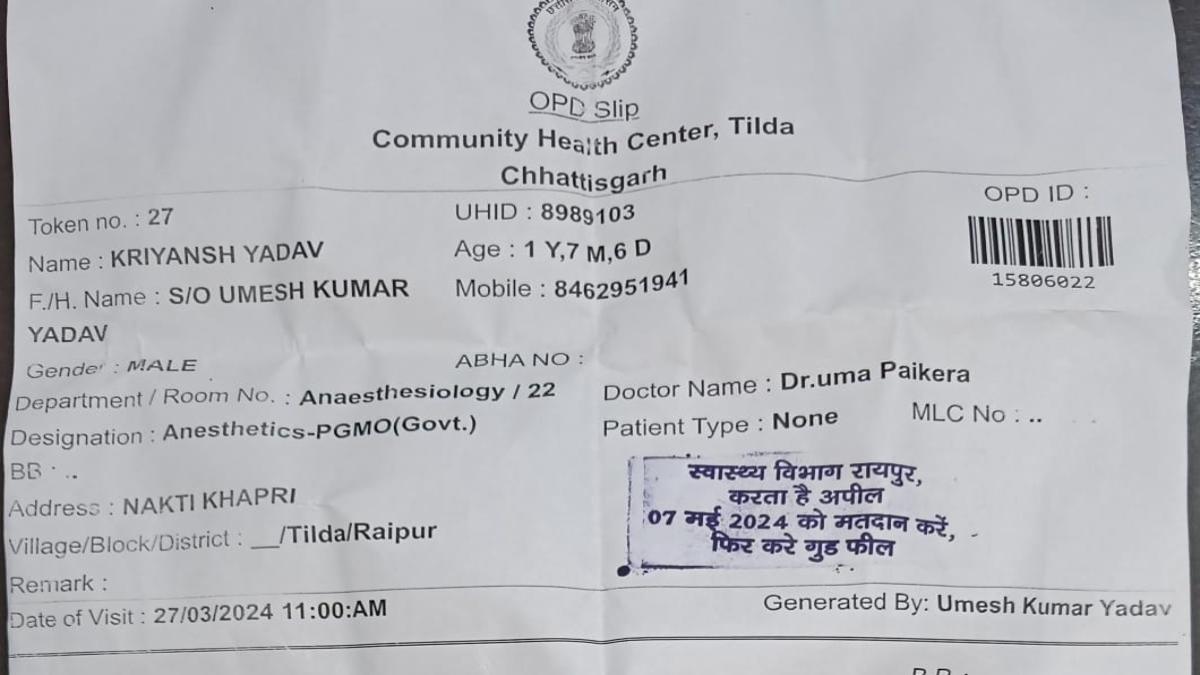 OPD Slip
Community Health Center, Tilda
Chhattisgarh
OPD ID :
15806022
Token no. : 27
UHID : 8989103
Name : KRIYANSH YADAV
Age : 1 Y,7 M,6 D
F./H. Name : S/O UMESH KUMAR
YADAV
Mobile : 8462951941
Gender : MALE
ABHA NO :
Department / Room No. : Anaesthesiology / 22
Doctor Name : Dr.uma Paikera
Designation : Anesthetics-PGMO(Govt.)
Patient Type : None
MLC No : ..
BB : ..
Address : NAKTI KHAPRI
Village/Block/District : __/Tilda/Raipur
Remark :
स्वास्थ्य विभाग रायपुर,
करता है अपील
07 मई 2024 को मतदान करें,
फिर करे गुड फील
Date of Visit : 27/03/2024 11:00:AM
Generated By: Umesh Kumar Yadav